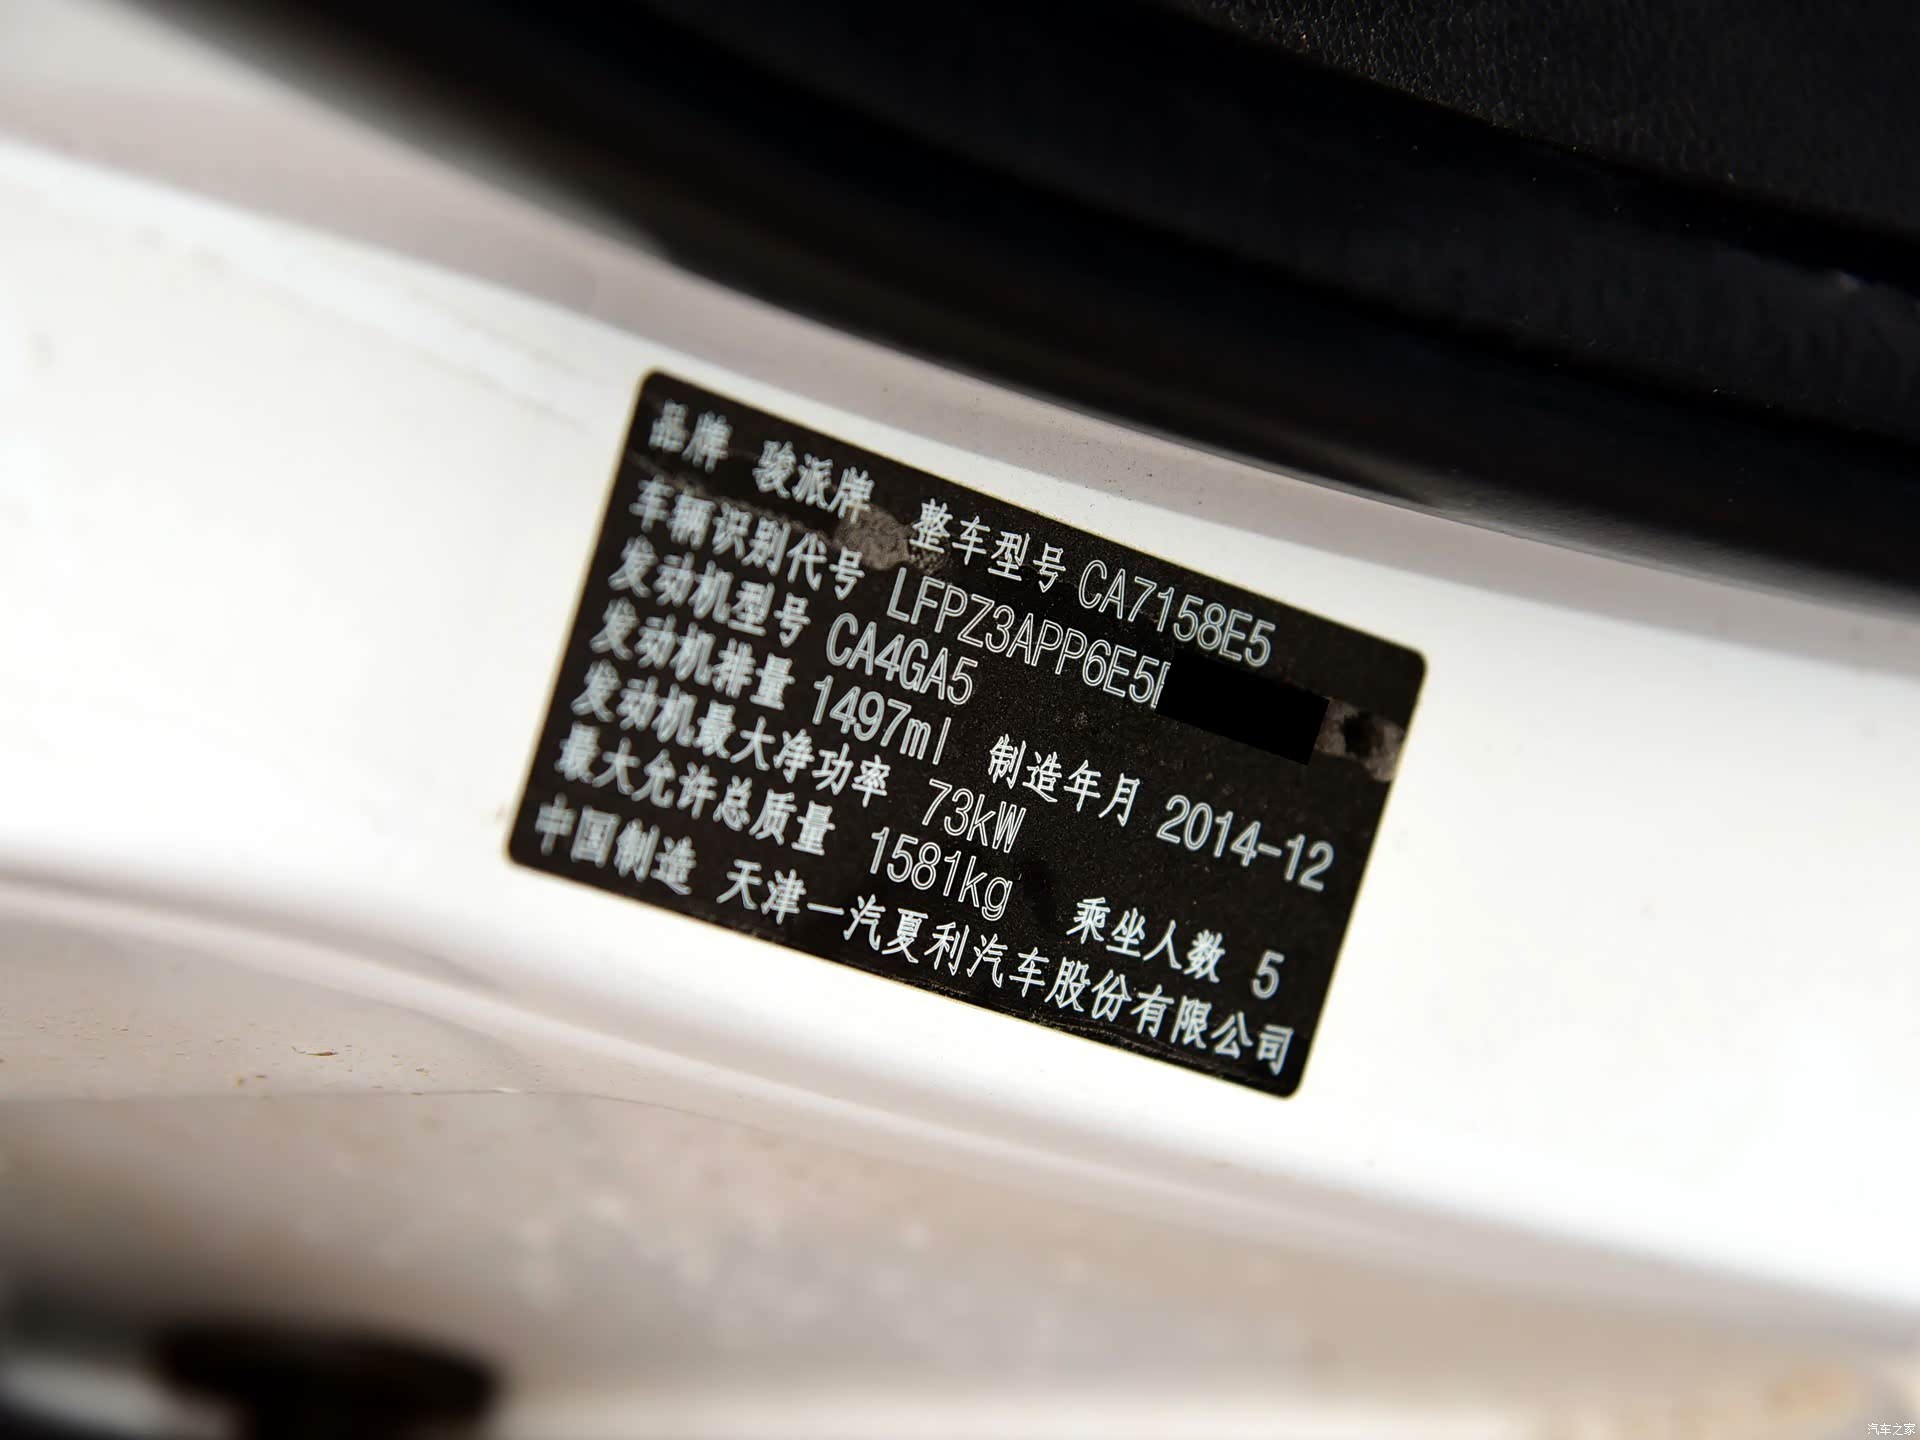 品牌 骏派牌 整车型号 CA7158E5
车辆识别代号 LFPZ3APP6E5
发动机型号 CA4GA5
发动机排量 1497ml 制造年月 2014-12
发动机最大净功率 73kW
最大允许总质量 1581kg 乘坐人数 5
中国制造 天津一汽夏利汽车股份有限公司
汽车之家